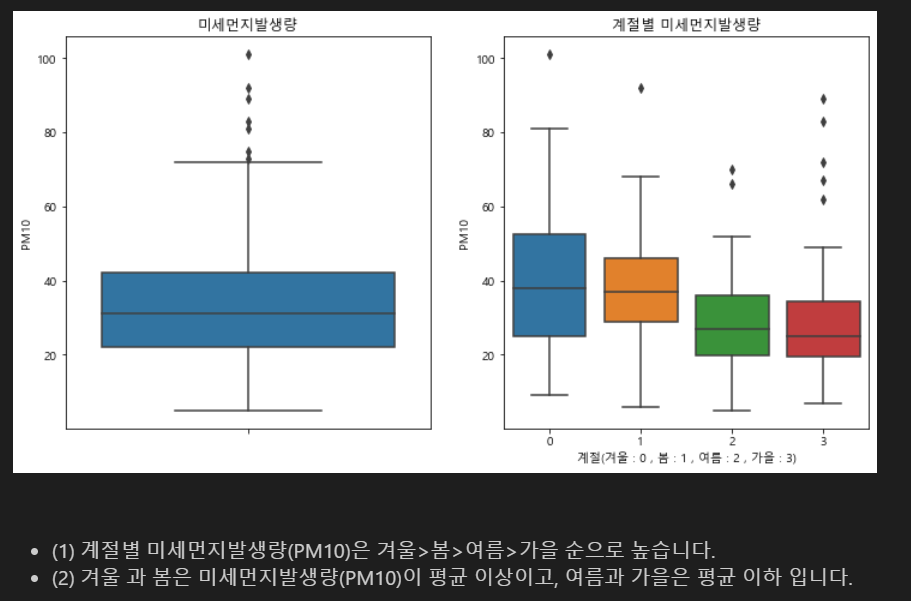 미세먼지발생량
계절별 미세먼지발생량
PM10
100
80
60
40
20
PM10
100
80
60
40
20
0 1 2 3
계절(겨울 : 0 , 봄 : 1 , 여름 : 2 , 가을 : 3)
(1) 계절별 미세먼지발생량(PM10)은 겨울>봄>여름>가을 순으로 높습니다.
(2) 겨울 과 봄은 미세먼지발생량(PM10)이 평균 이상이고, 여름과 가을은 평균 이하 입니다.